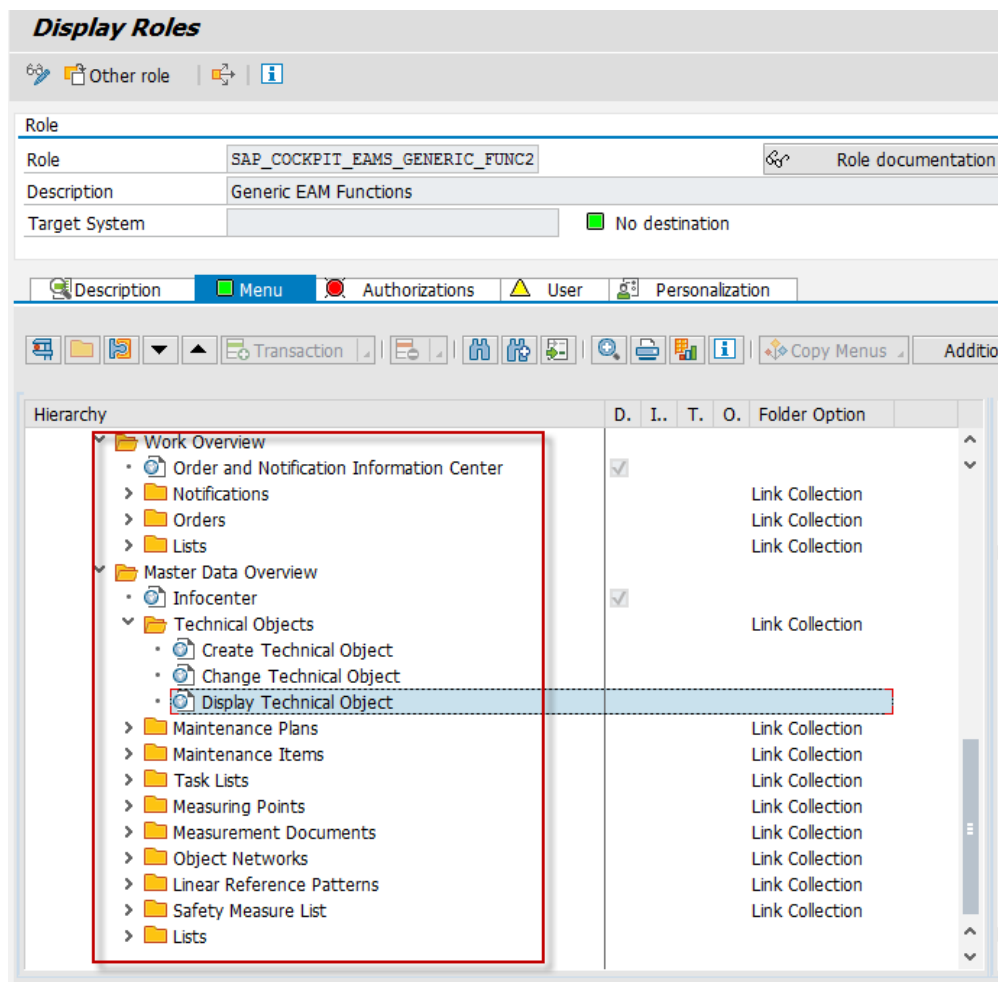 Display Roles
Other role
Role
Role SAP_COCKPIT_EAMS_GENERIC_FUNC2 Role documentation
Description Generic EAM Functions
Target System No destination
Description Menu Authorizations User Personalization
Transaction Copy Menus Additio
Hierarchy D. I.. T. O. Folder Option
Work Overview
Order and Notification Information Center
Notifications Link Collection
Orders Link Collection
Lists Link Collection
Master Data Overview
Infocenter
Technical Objects Link Collection
Create Technical Object
Change Technical Object
Display Technical Object
Maintenance Plans Link Collection
Maintenance Items Link Collection
Task Lists Link Collection
Measuring Points Link Collection
Measurement Documents Link Collection
Object Networks Link Collection
Linear Reference Patterns Link Collection
Safety Measure List Link Collection
Lists